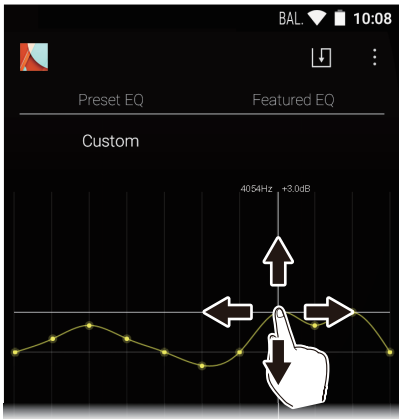 BAL. 10:08
Preset EQ Featured EQ
Custom
4054Hz +3.0dB